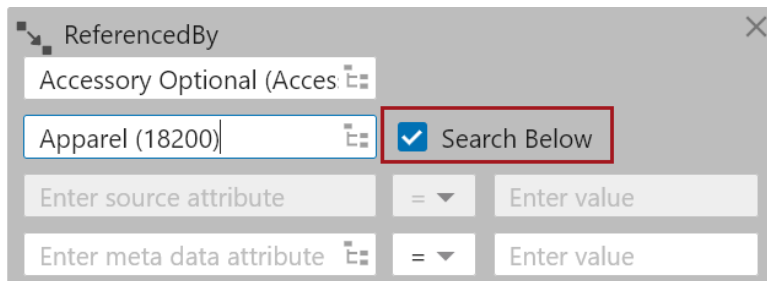 ReferencedBy
Accessory Optional (Acces
Apparel (18200) Search Below
Enter source attribute = Enter value
Enter meta data attribute = Enter value